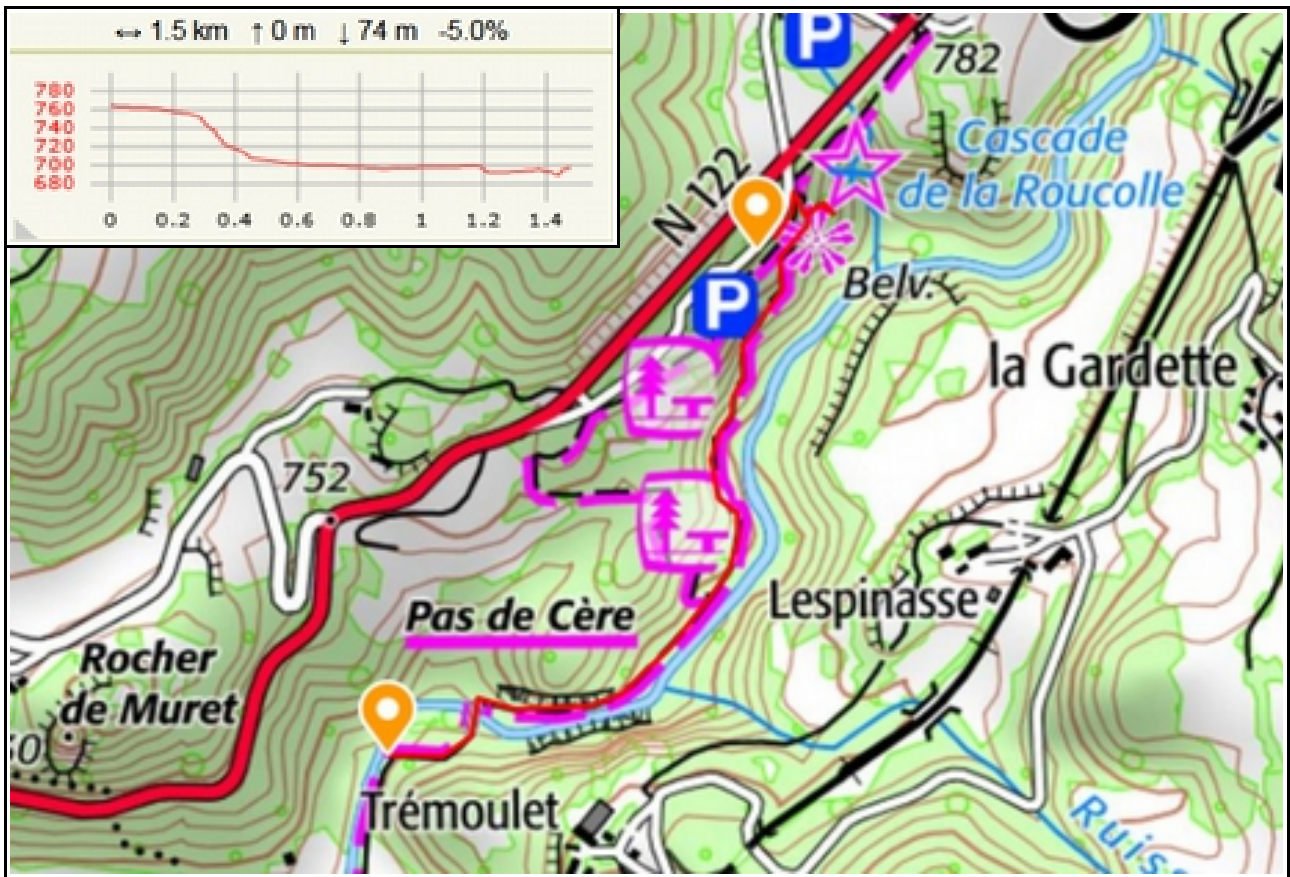 ↔ 1.5 km ↑ 0 m ↓ 74 m -5.0%
780
760
740
720
700
680
0 0.2 0.4 0.6 0.8 1 1.2 1.4
P
782
Cascade
de la Roucolle
N 122
Belv.
P
la Gardette
752
Pas de Cère
Lespinasse
Rocher
de Muret
Trémoulet